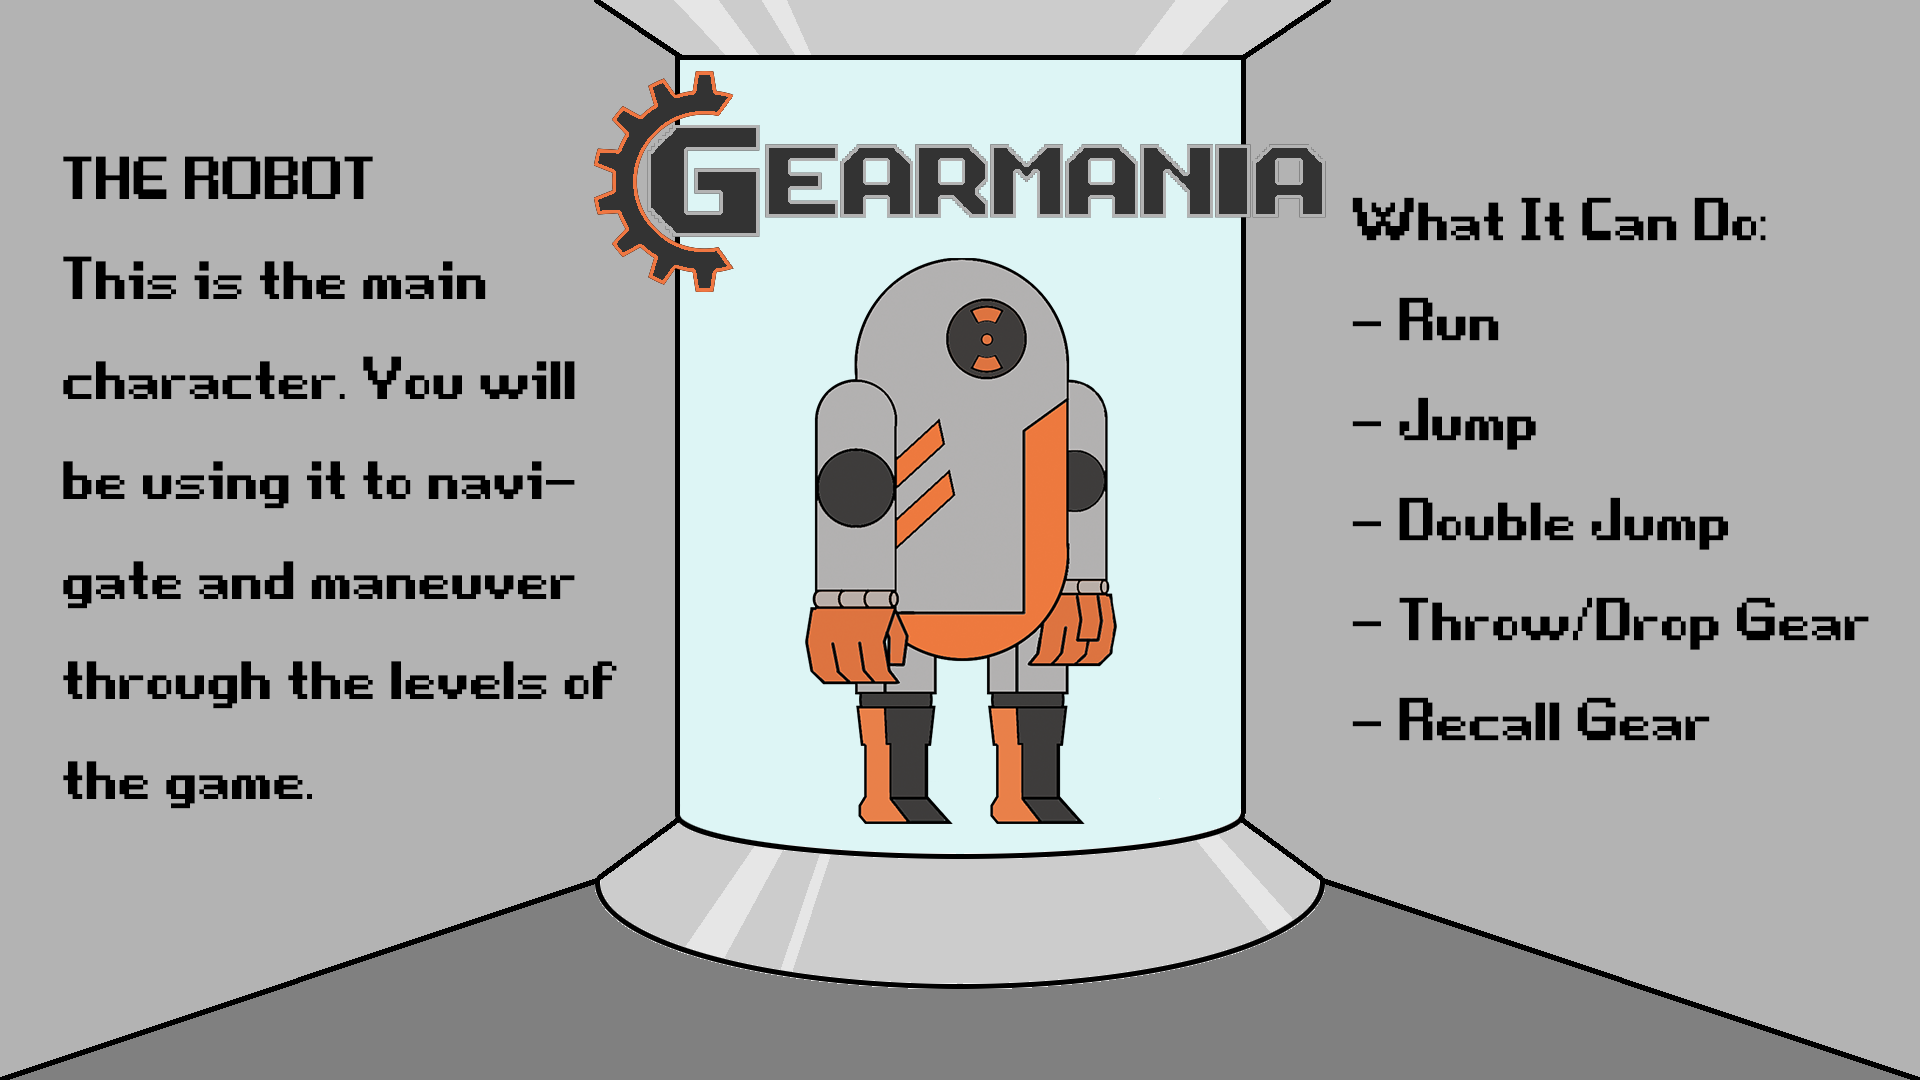 GEARMANIA
THE ROBOT
This is the main
character. You will
be using it to navi-
gate and maneuver
through the levels of
the game.
What It Can Do:
- Run
- Jump
- Double Jump
- Throw/Drop Gear
- Recall Gear